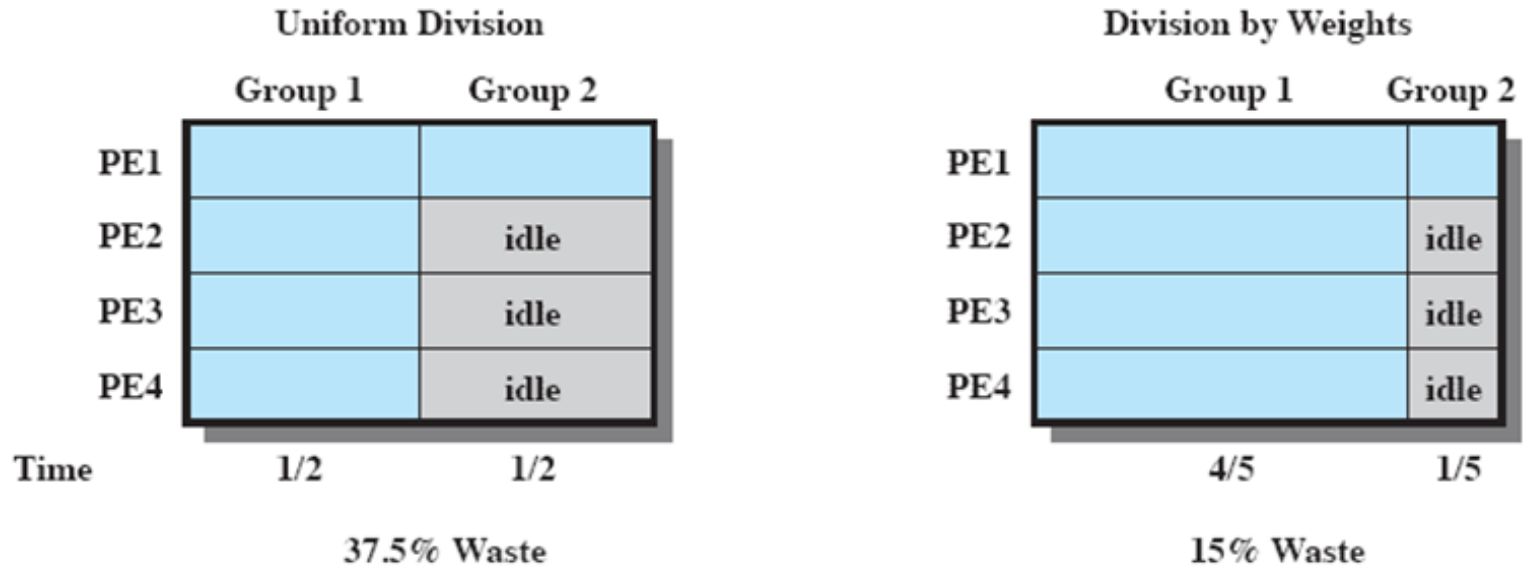 Uniform Division
Group 1 Group 2
PE1
PE2 idle
PE3 idle
PE4 idle
Time 1/2 1/2
37.5% Waste
Division by Weights
Group 1 Group 2
PE1
PE2 idle
PE3 idle
PE4 idle
4/5 1/5
15% Waste